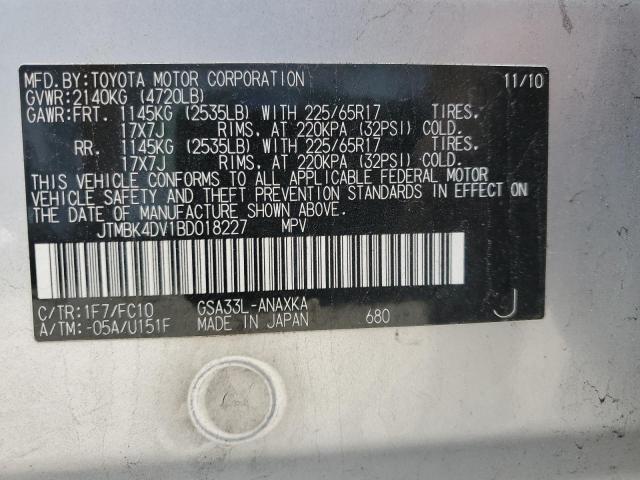 MFD. BY: TOYOTA MOTOR CORPORATION 11/10
GVWR: 2140KG (4720LB)
GAWR: FRT. 1145KG (2535LB) WITH 225/65R17 TIRES.
17X7J RIMS. AT 220KPA (32PSI) COLD.
RR. 1145KG (2535LB) WITH 225/65R17 TIRES.
17X7J RIMS. AT 220KPA (32PSI) COLD.
THIS VEHICLE CONFORMS TO ALL APPLICABLE FEDERAL MOTOR
VEHICLE SAFETY AND THEFT PREVENTION STANDARDS IN EFFECT ON
THE DATE OF MANUFACTURE SHOWN ABOVE.
JTMBK4DV1BD018227 MPV
C/TR: 1F7/FC10 GSA33L-ANAXKA
A/TM: -05A/U151F MADE IN JAPAN 680 J